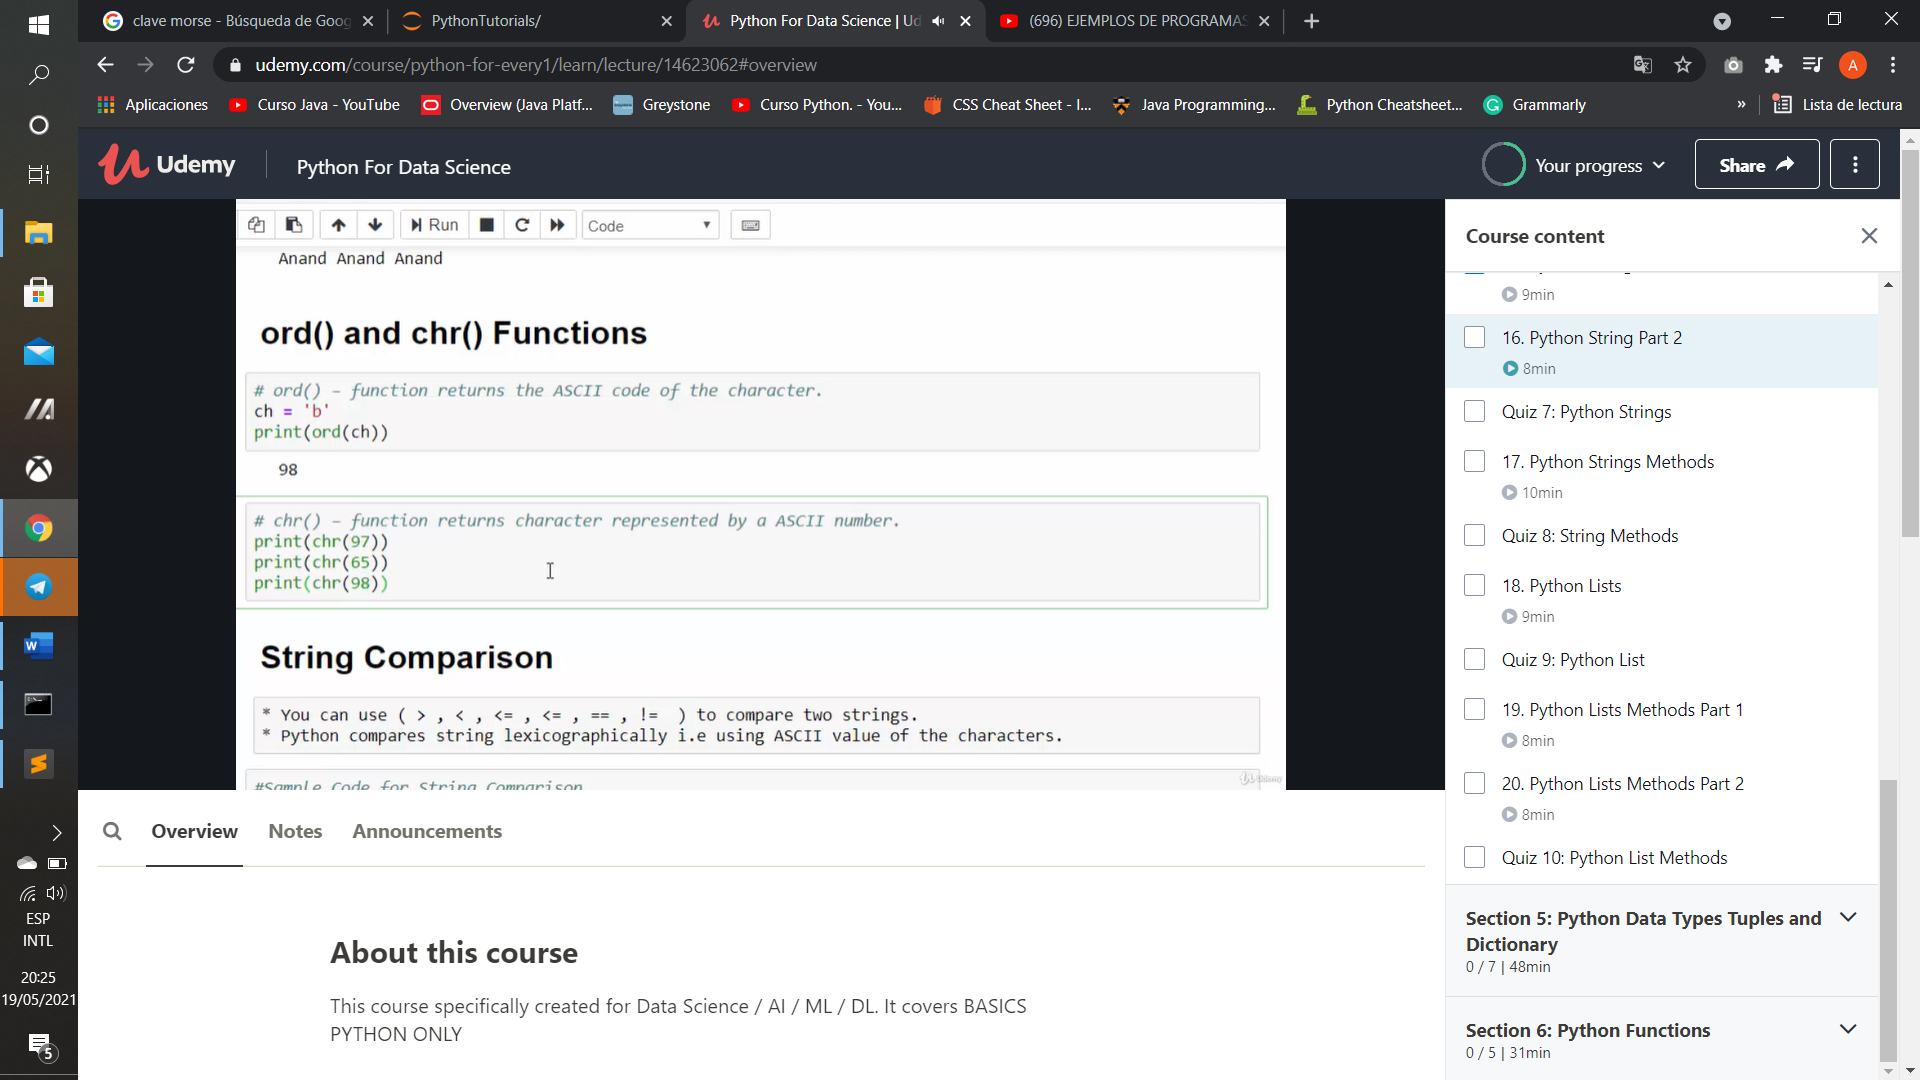 clave morse - Búsqueda de Goog
PythonTutorials/
Python For Data Science | Ud
(696) EJEMPLOS DE PROGRAMAS
udemy.com/course/python-for-every1/learn/lecture/14623062#overview
A
Aplicaciones
Curso Java - YouTube
Overview (Java Platf...
Greystone
Curso Python. - You...
CSS Cheat Sheet - I...
Java Programming...
Python Cheatsheet...
Grammarly
»
Lista de lectura
Udemy
Python For Data Science
Your progress
Share
Run
Code
Anand Anand Anand
ord() and chr() Functions
# ord() - function returns the ASCII code of the character.
ch = 'b'
print(ord(ch))
98
# chr() - function returns character represented by a ASCII number.
print(chr(97))
print(chr(65))
print(chr(98))
String Comparison
* You can use ( > , < , <= , <= , == , != ) to compare two strings.
* Python compares string lexicographically i.e using ASCII value of the characters.
#Sample Code for String Comparison
Udemy
Course content
9min
16. Python String Part 2
8min
Quiz 7: Python Strings
17. Python Strings Methods
10min
Quiz 8: String Methods
18. Python Lists
9min
Quiz 9: Python List
19. Python Lists Methods Part 1
8min
20. Python Lists Methods Part 2
8min
Quiz 10: Python List Methods
Section 5: Python Data Types Tuples and
Dictionary
0 / 7 | 48min
Section 6: Python Functions
0 / 5 | 31min
Overview
Notes
Announcements
About this course
This course specifically created for Data Science / AI / ML / DL. It covers BASICS
PYTHON ONLY
ESP
INTL
20:25
19/05/2021
5